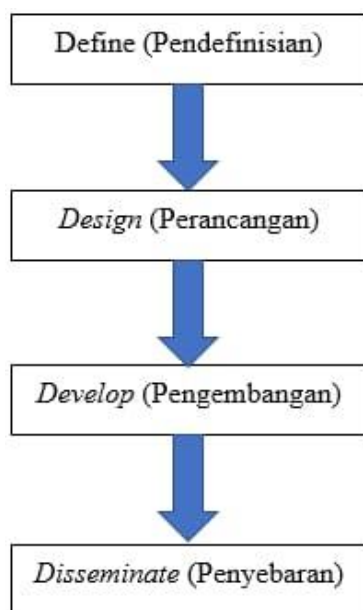 Define (Pendefinisian)
Design (Perancangan)
Develop (Pengembangan)
Disseminate (Penyebaran)